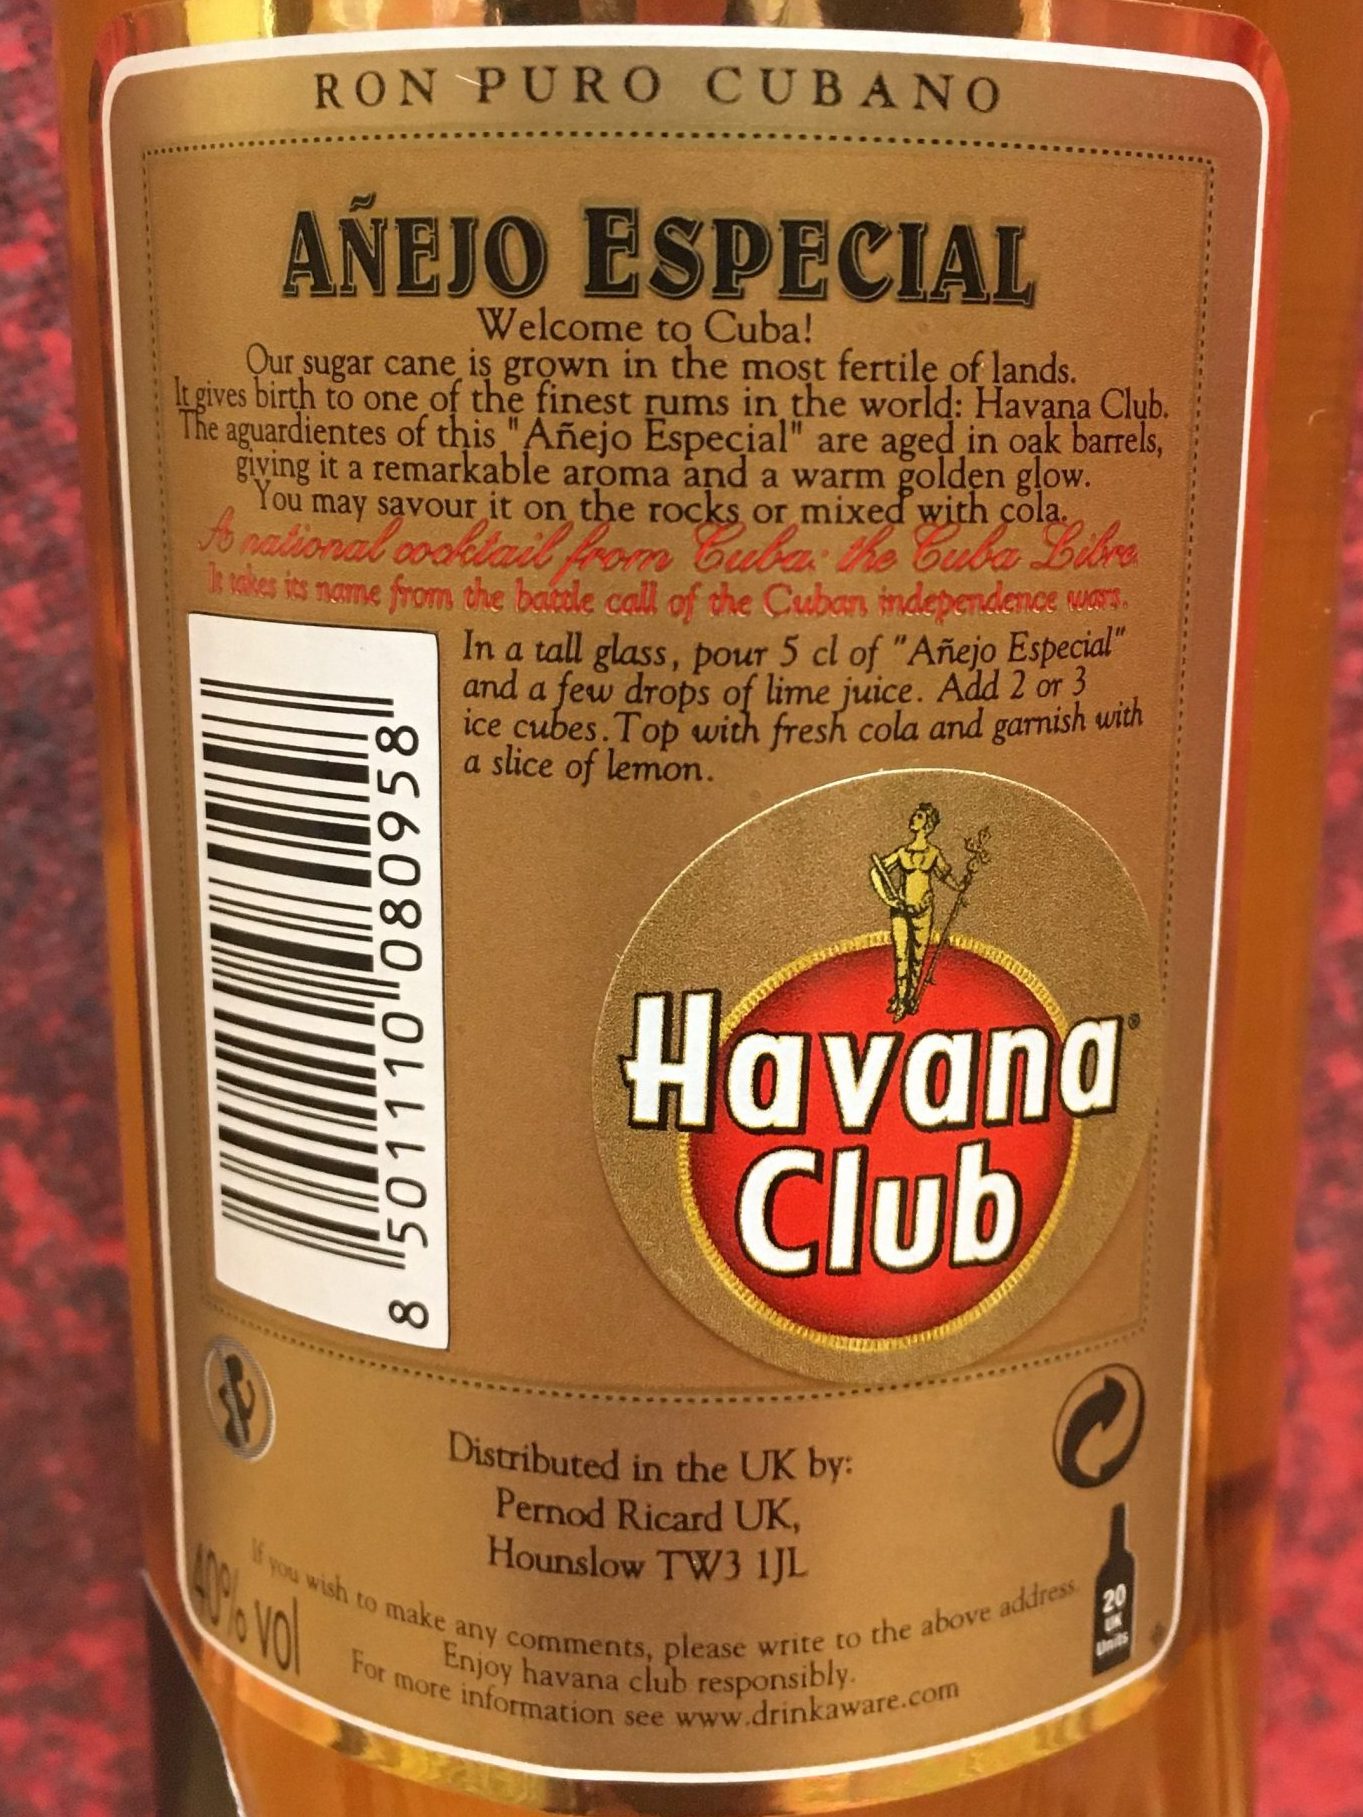 RON PURO CUBANO
AÑEJO ESPECIAL
Welcome to Cuba!
Our sugar cane is grown in the most fertile of lands.
It gives birth to one of the finest rums in the world: Havana Club.
The aguardientes of this "Añejo Especial" are aged in oak barrels,
giving it a remarkable aroma and a warm golden glow.
You may savour it on the rocks or mixed with cola.
A national cocktail from Cuba: the Cuba Libre.
It takes its name from the battle call of the Cuban independence wars.
In a tall glass, pour 5 cl of "Añejo Especial"
and a few drops of lime juice. Add 2 or 3
ice cubes. Top with fresh cola and garnish with
a slice of lemon.
8 501110 080958
Havana
Club
®
Distributed in the UK by:
Pernod Ricard UK,
Hounslow TW3 1JL
40% vol
If you wish to make any comments, please write to the above address.
Enjoy havana club responsibly.
For more information see www.drinkaware.com
20
UK
Units